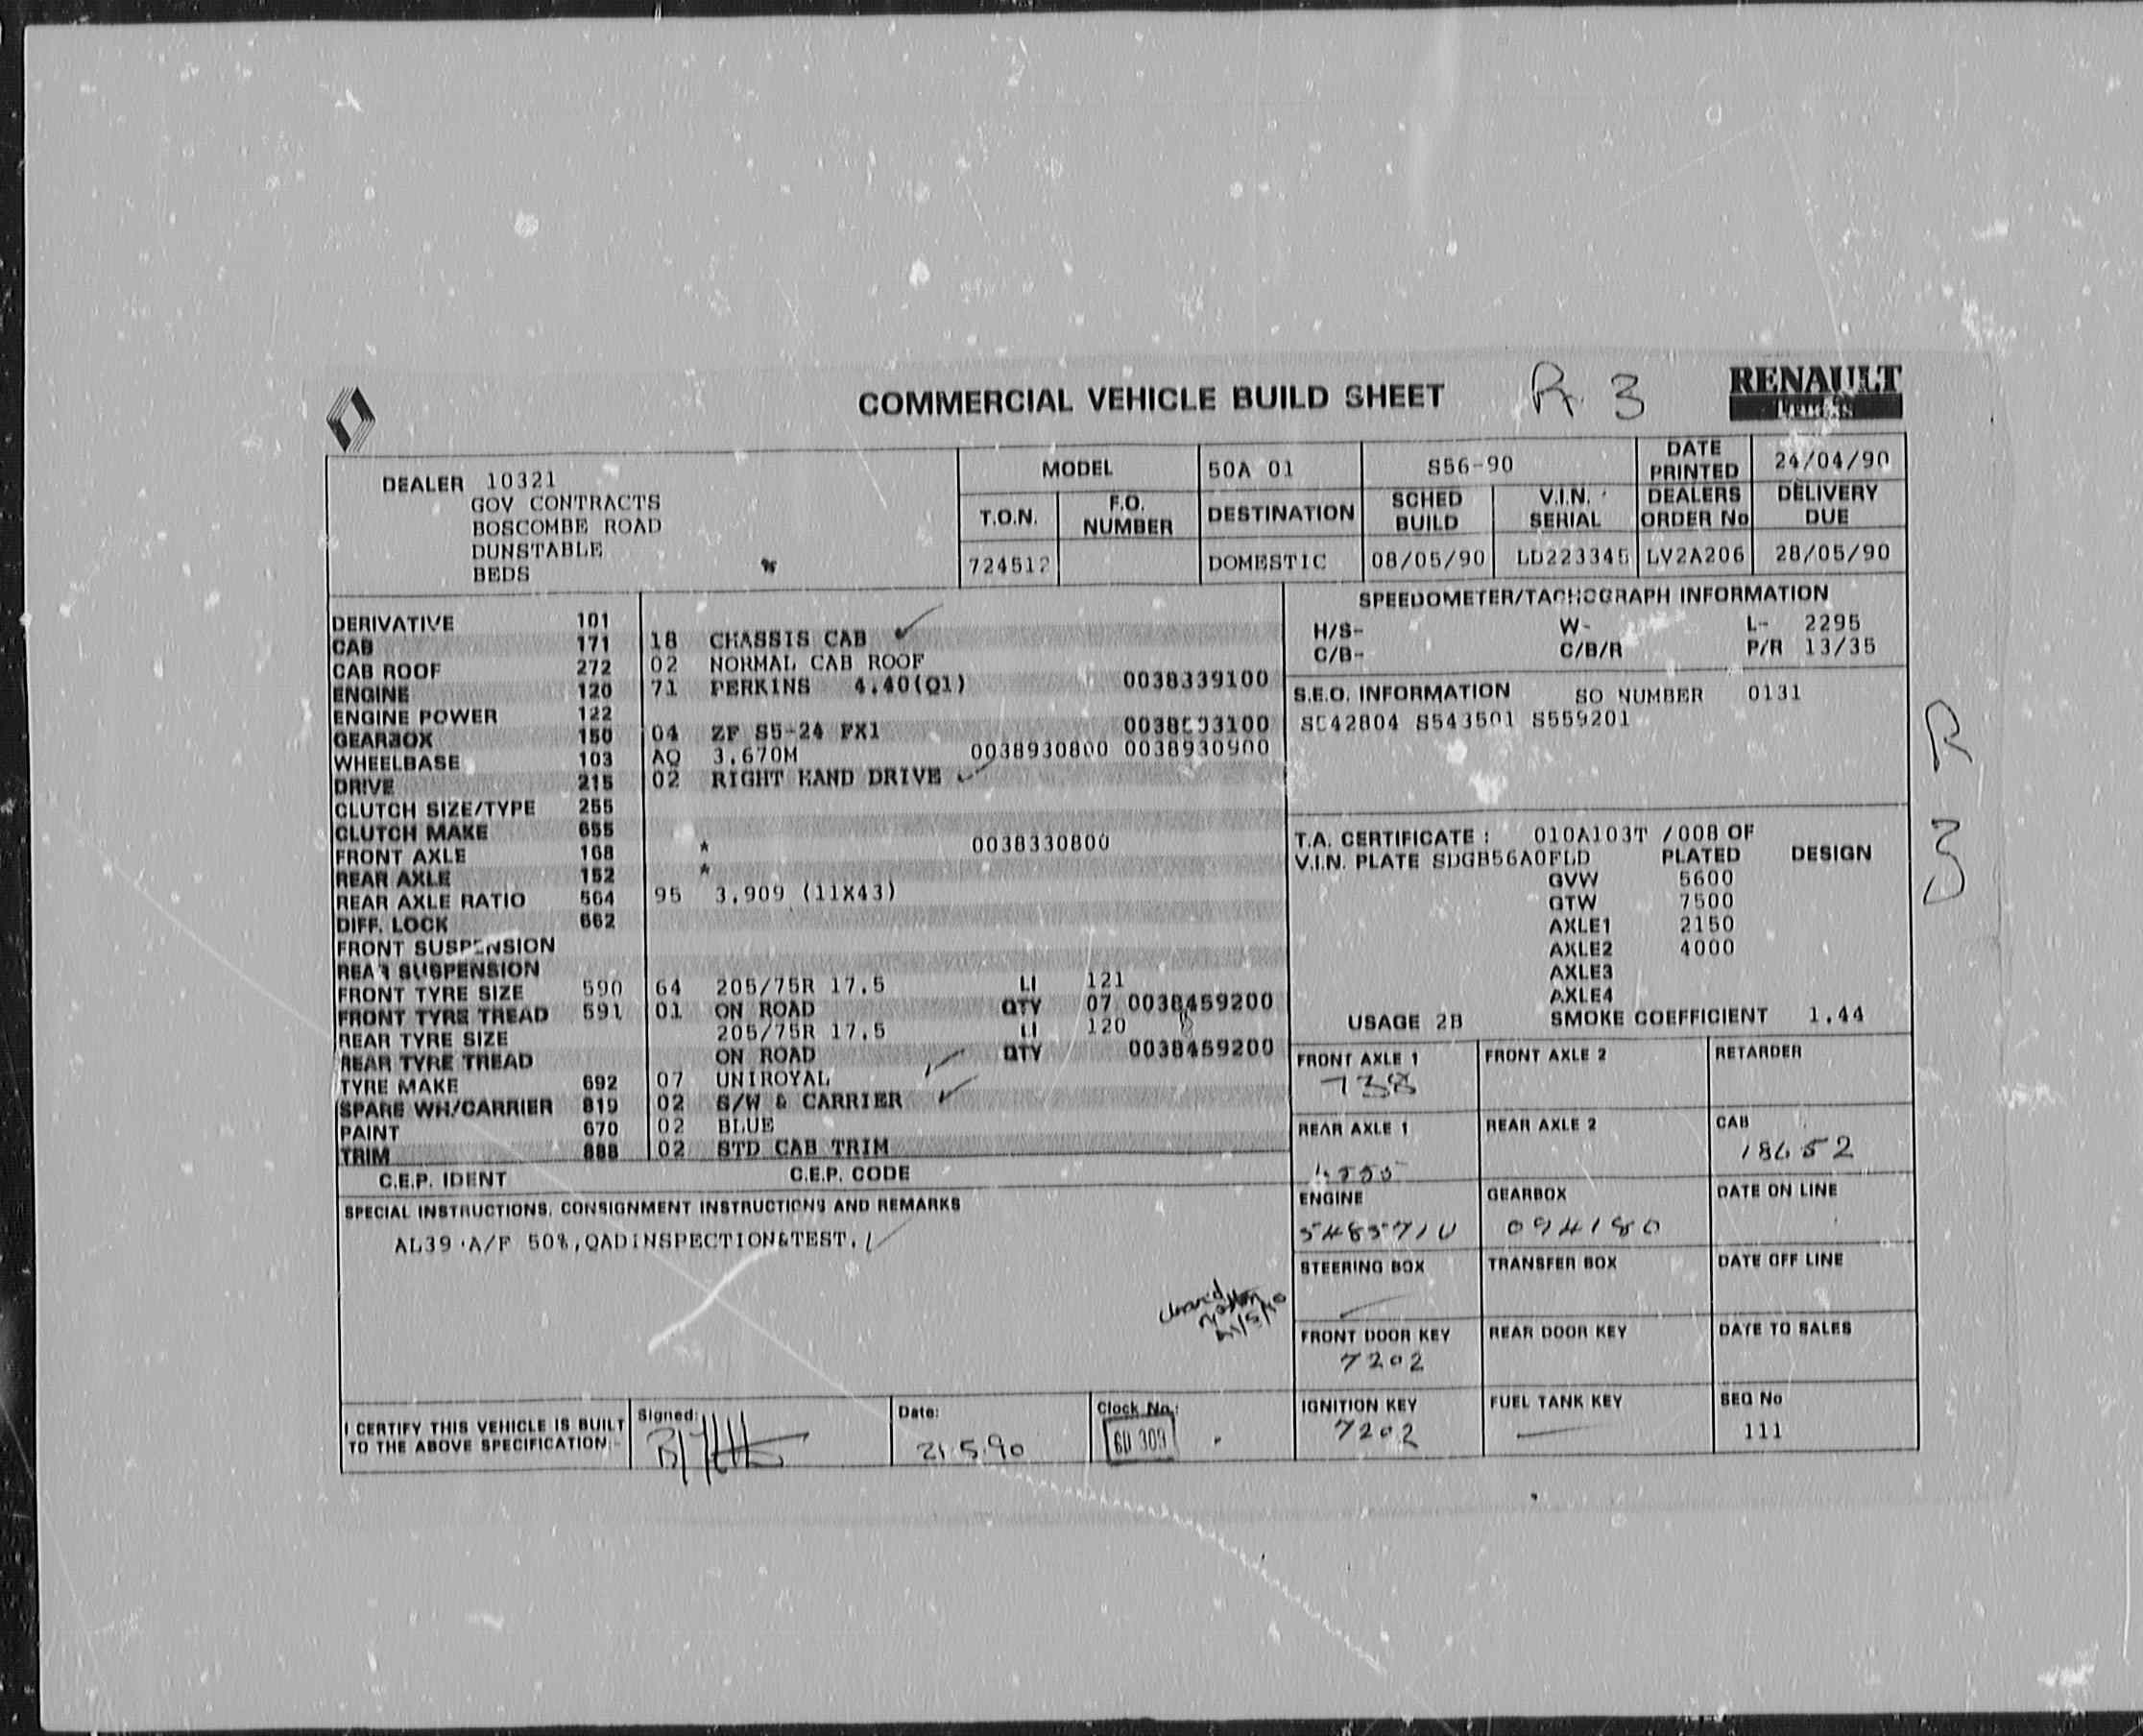 COMMERCIAL VEHICLE BUILD SHEET R 3 RENAULT
DEALER 10321
GOV CONTRACTS
BOSCOMBE ROAD
DUNSTABLE
BEDS
MODEL 50A 01 S56-90 DATE PRINTED 24/04/90
T.O.N. F.O. NUMBER DESTINATION SCHED BUILD V.I.N. SERIAL DEALERS ORDER No DELIVERY DUE
724512 DOMESTIC 08/05/90 LD223345 LV2A206 28/05/90
DERIVATIVE 101
CAB 171 18 CHASSIS CAB
CAB ROOF 272 02 NORMAL CAB ROOF
ENGINE 120 71 PERKINS 4.40(Q1) 0038339100
ENGINE POWER 122
GEARBOX 150 04 ZF S5-24 FX1
WHEELBASE 103 AQ 3.670M 0038930800 0038930900
DRIVE 215 02 RIGHT HAND DRIVE
CLUTCH SIZE/TYPE 255
CLUTCH MAKE 655
FRONT AXLE 168 * 0038330800
REAR AXLE 152 *
REAR AXLE RATIO 564 95 3.909 (11X43)
DIFF. LOCK 662
FRONT SUSPENSION
REAR SUSPENSION
FRONT TYRE SIZE 590 64 205/75R 17.5 LI 121
FRONT TYRE TREAD 591 01 ON ROAD QTY 07 0038459200
REAR TYRE SIZE 205/75R 17.5 LI 120
REAR TYRE TREAD ON ROAD QTY 0038459200
TYRE MAKE 692 07 UNIROYAL
SPARE WH/CARRIER 819 02 S/W & CARRIER
PAINT 670 02 BLUE
TRIM 888 02 STD CAB TRIM
C.E.P. IDENT C.E.P. CODE
SPECIAL INSTRUCTIONS, CONSIGNMENT INSTRUCTIONS AND REMARKS
AL39 A/F 50%,QADINSPECTION&TEST.
SPEEDOMETER/TACHOGRAPH INFORMATION
H/S- W- L- 2295
C/B- C/B/R P/R 13/35
S.E.O. INFORMATION SO NUMBER 0131
S543501 S559201
T.A. CERTIFICATE : 010A103T /008 OF
V.I.N. PLATE SDGB56A0FLD PLATED DESIGN
GVW 5600
GTW 7500
AXLE1 2150
AXLE2 4000
AXLE3
AXLE4
USAGE 2B SMOKE COEFFICIENT 1.44
FRONT AXLE 1 FRONT AXLE 2 RETARDER
738
REAR AXLE 1 REAR AXLE 2 CAB
18652
ENGINE GEARBOX DATE ON LINE
094180
STEERING BOX TRANSFER BOX DATE OFF LINE
FRONT DOOR KEY REAR DOOR KEY DATE TO SALES
7202
IGNITION KEY FUEL TANK KEY SEQ No
7202 111
I CERTIFY THIS VEHICLE IS BUILT
TO THE ABOVE SPECIFICATION:-
Signed:
Date:
21.5.90
Clock No.:
R
3